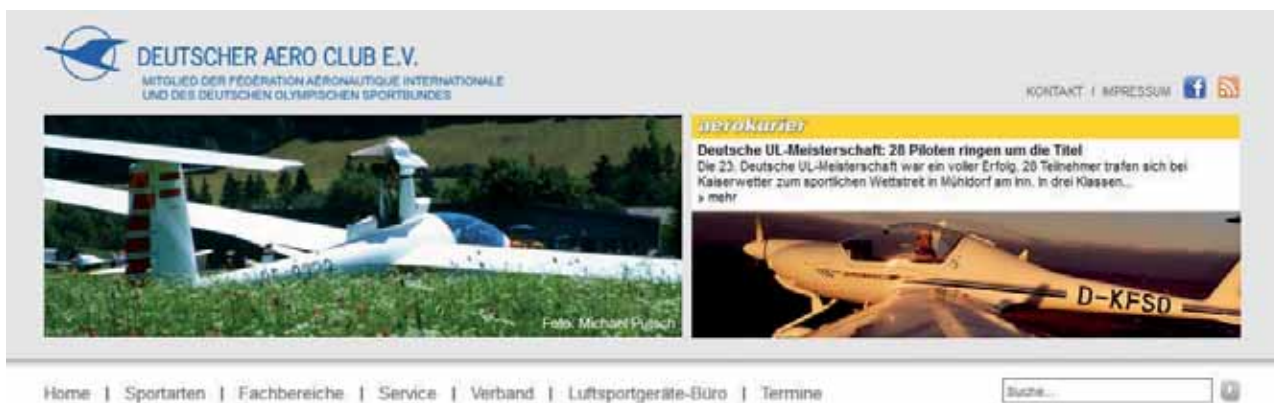 DEUTSCHER AERO CLUB E.V.
MITGLIED DER FÉDÉRATION AÉRONAUTIQUE INTERNATIONALE
UND DES DEUTSCHEN OLYMPISCHEN SPORTBUNDES
KONTAKT | IMPRESSUM
aerokurier
Deutsche UL-Meisterschaft: 28 Piloten ringen um die Titel
Die 23. Deutsche UL-Meisterschaft war ein voller Erfolg. 28 Teilnehmer trafen sich bei
Kaiserwetter zum sportlichen Wettstreit in Mühldorf am Inn. In drei Klassen...
» mehr
Foto: Michael
D-KFSD
Home | Sportarten | Fachbereiche | Service | Verband | Luftsportgeräte-Büro | Termine
Suche...